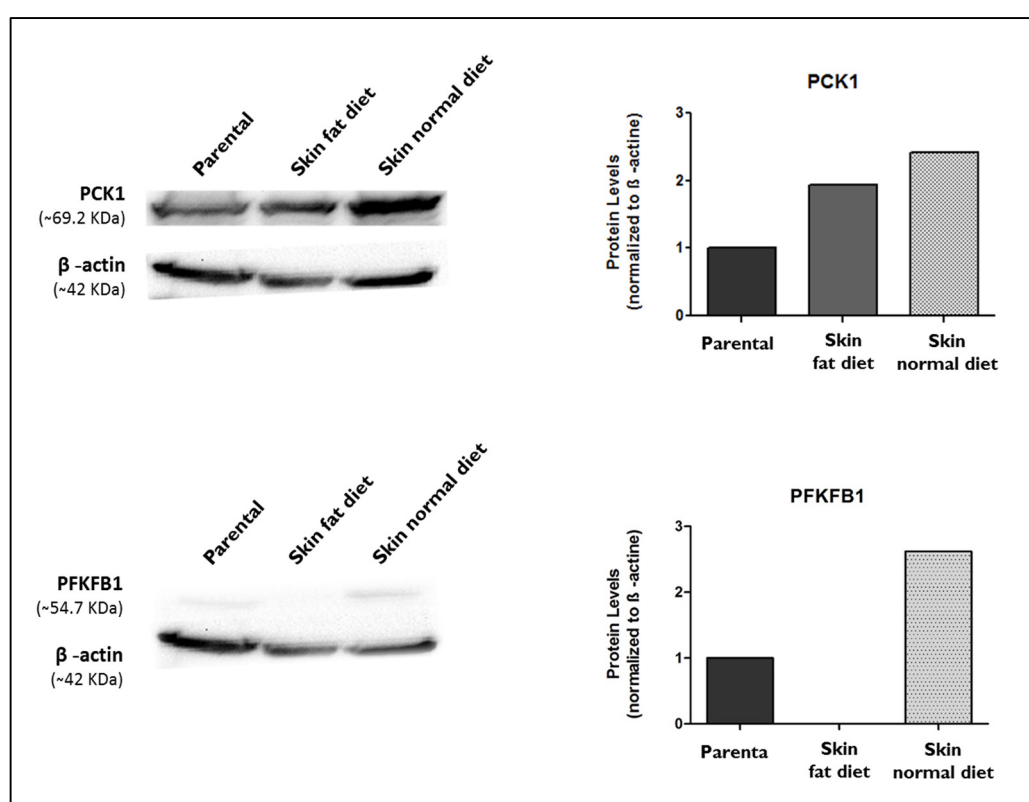 Parental
Skin fat diet
Skin normal diet
PCK1
(~69.2 KDa)
β -actin
(~42 KDa)
PCK1
Protein Levels
(normalized to ß -actine)
3
2
1
0
Parental
Skin
fat diet
Skin
normal diet
Parental
Skin fat diet
Skin normal diet
PFKFB1
(~54.7 KDa)
β -actin
(~42 KDa)
PFKFB1
Protein Levels
(normalized to ß -actine)
3
2
1
0
Parenta
Skin
fat diet
Skin
normal diet